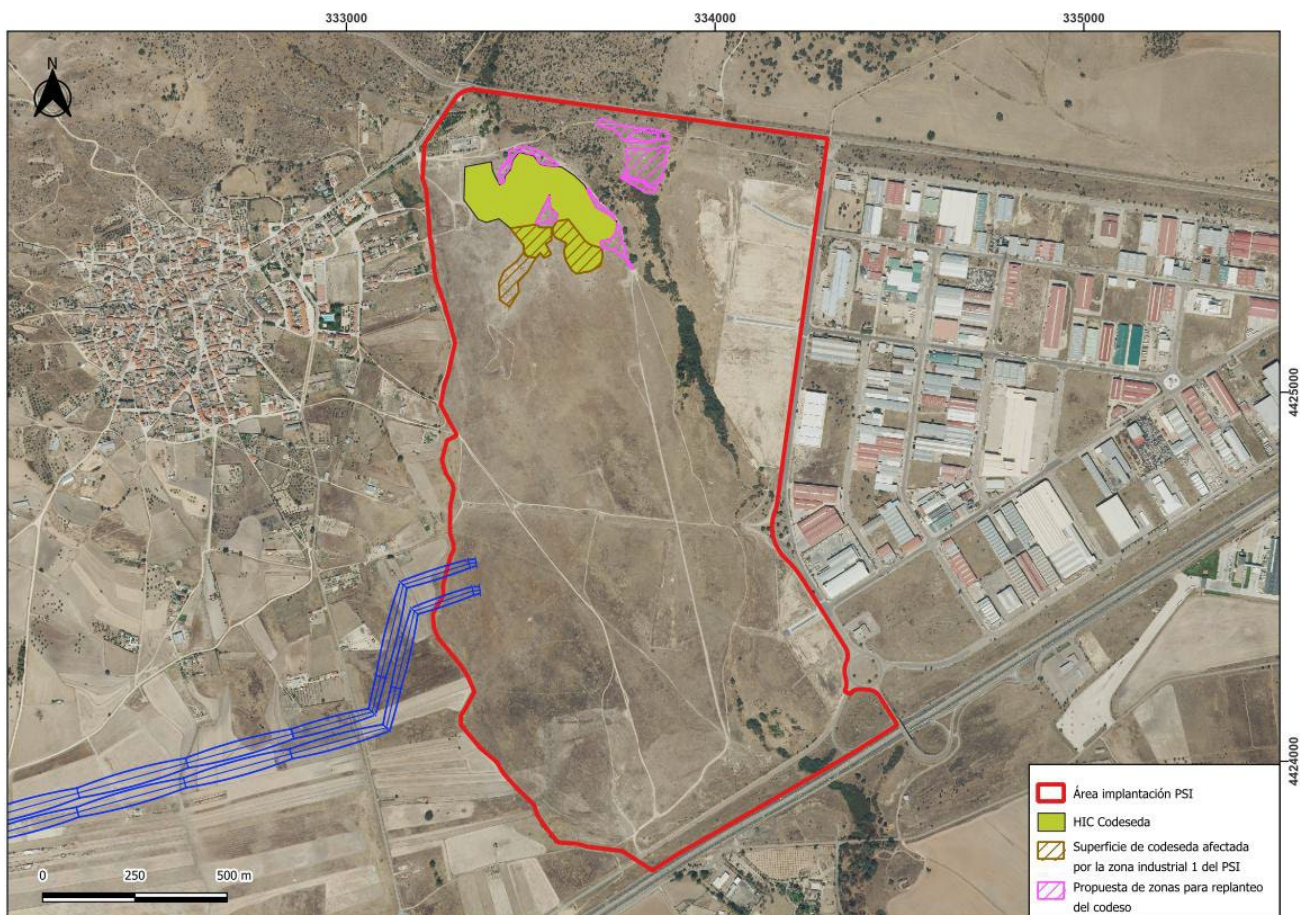 333000
334000
335000
N
4425000
4424000
0 250 500 m
Área implantación PSI
HIC Codeseda
Superficie de codeseda afectada
por la zona industrial 1 del PSI
Propuesta de zonas para replanteo
del codeso